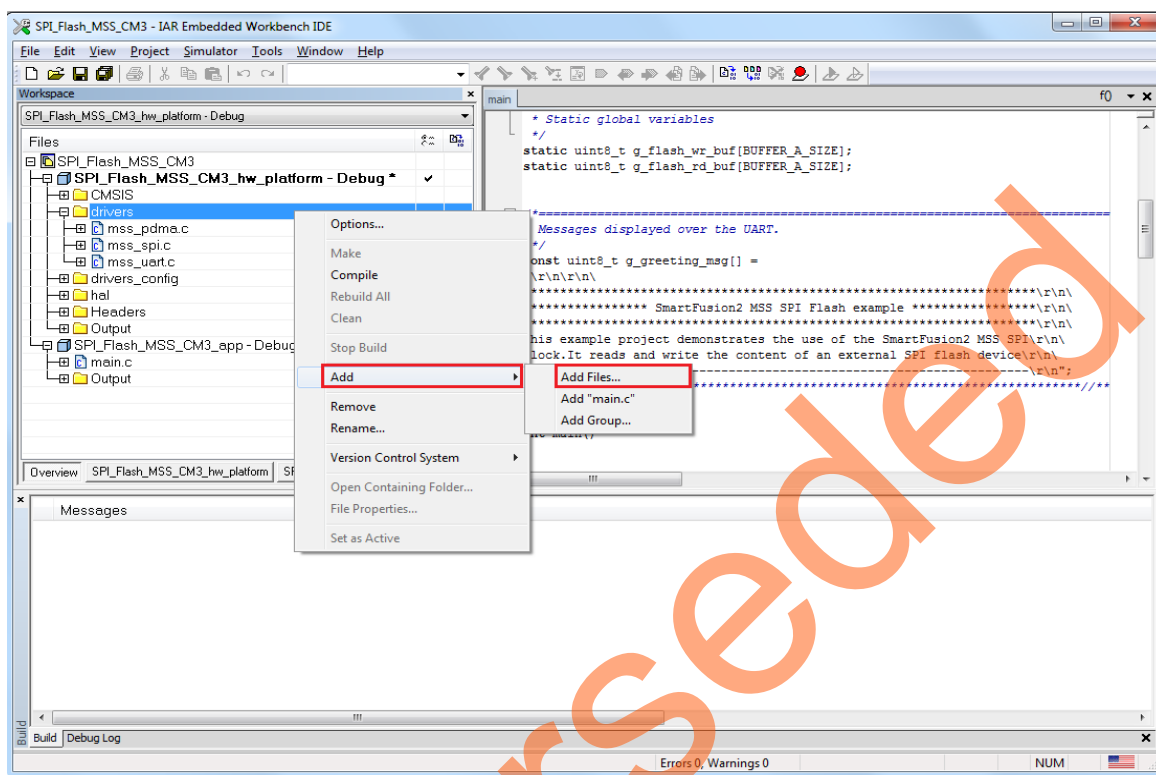 SPI_Flash_MSS_CM3 - IAR Embedded Workbench IDE
File Edit View Project Simulator Tools Window Help
Workspace
SPI_Flash_MSS_CM3_hw_platform - Debug
Files
SPI_Flash_MSS_CM3
SPI_Flash_MSS_CM3_hw_platform - Debug *
CMSIS
drivers
mss_pdma.c
mss_spi.c
mss_uart.c
drivers_config
hal
Headers
Output
SPI_Flash_MSS_CM3_app - Debug
main.c
Output
Overview SPI_Flash_MSS_CM3_hw_platform
Options...
Make
Compile
Rebuild All
Clean
Stop Build
Add
Remove
Rename...
Version Control System
Open Containing Folder...
File Properties...
Set as Active
Add Files...
Add "main.c"
Add Group...
main f()
* Static global variables
*/
static uint8_t g_flash_wr_buf[BUFFER_A_SIZE];
static uint8_t g_flash_rd_buf[BUFFER_A_SIZE];
*==============================================================================
Messages displayed over the UART.
*/
onst uint8_t g_greeting_msg[] =
\r\n\r\n\
**********************************************************************\r\n\
**************** SmartFusion2 MSS SPI Flash example *****************\r\n\
**********************************************************************\r\n\
his example project demonstrates the use of the SmartFusion2 MSS SPI\r\n\
lock.It reads and write the content of an external SPI flash device\r\n\
----------------------------------------------\r\n";
*******************************************************//**
nt main()
Messages
Build
Build Debug Log
Errors 0, Warnings 0 NUM
ersed